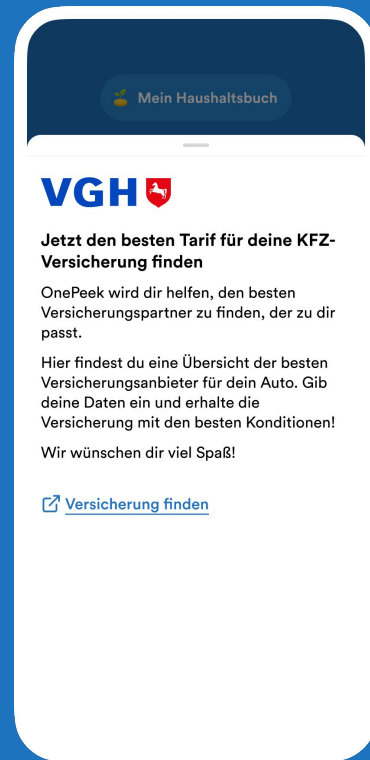 Mein Haushaltsbuch
VGH
Jetzt den besten Tarif für deine KFZ-
Versicherung finden
OnePeek wird dir helfen, den besten
Versicherungspartner zu finden, der zu dir
passt.
Hier findest du eine Übersicht der besten
Versicherungsanbieter für dein Auto. Gib
deine Daten ein und erhalte die
Versicherung mit den besten Konditionen!
Wir wünschen dir viel Spaß!
Versicherung finden